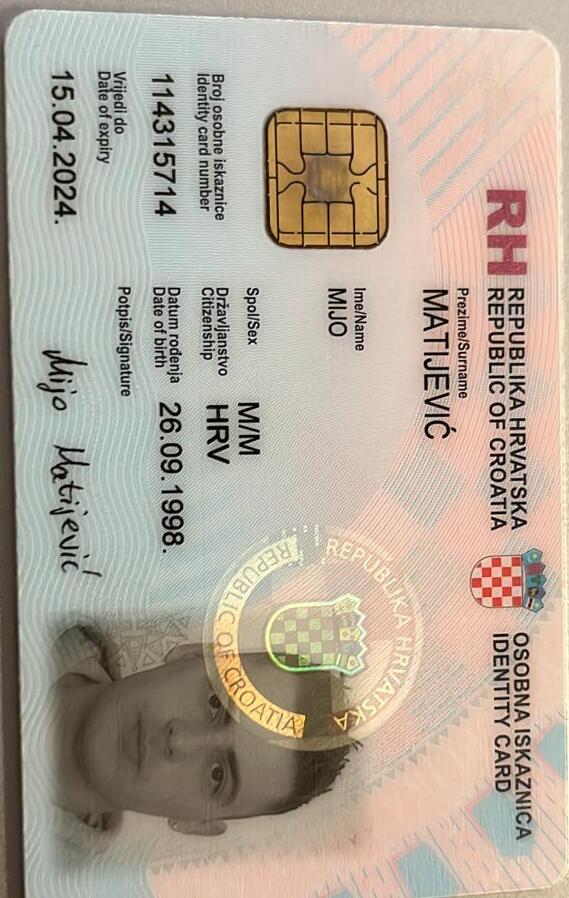 RH
REPUBLIKA HRVATSKA
REPUBLIC OF CROATIA
OSOBNA ISKAZNICA
IDENTITY CARD
Prezime/Surname
MATIJEVIĆ
Ime/Name
MIJO
REPUBLIKA HRVATSKA
REPUBLIC OF CROATIA
Spol/Sex
M/M
Državljanstvo
Citizenship
HRV
Broj osobne iskaznice
Identity card number
114315714
Datum rođenja
Date of birth
26.09.1998.
Vrijedi do
Date of expiry
15.04.2024.
Potpis/Signature
Mijo Matijević